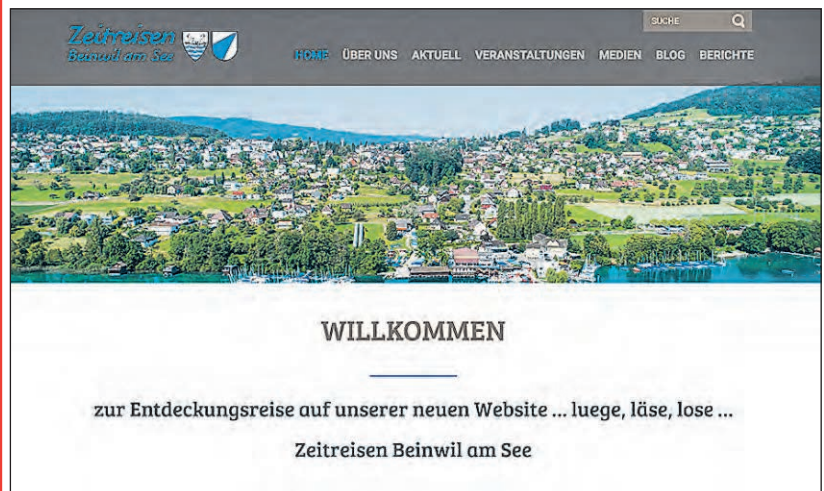 SUCHE
Zeitreisen
Beinwil am See
HOME ÜBER UNS AKTUELL VERANSTALTUNGEN MEDIEN BLOG BERICHTE
WILLKOMMEN
zur Entdeckungsreise auf unserer neuen Website ... luege, läse, lose ...
Zeitreisen Beinwil am See